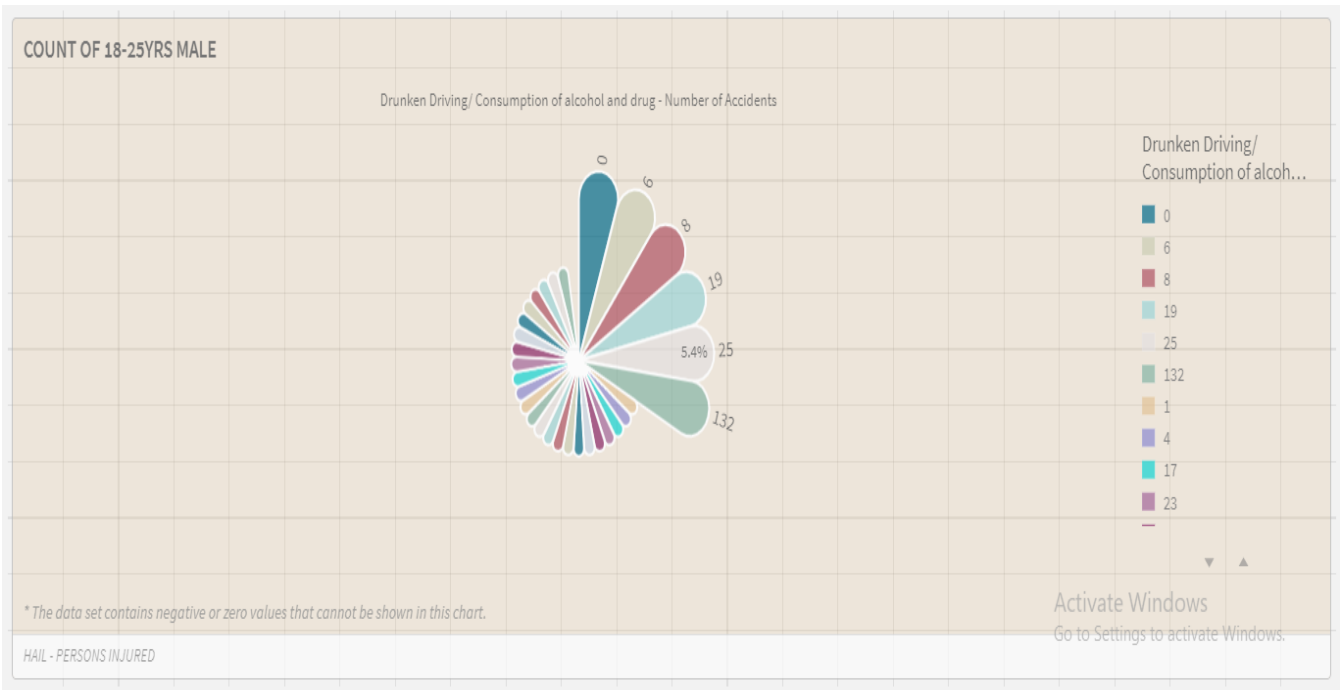 COUNT OF 18-25YRS MALE
Drunken Driving/ Consumption of alcohol and drug - Number of Accidents
0
6
8
19
5.4% 25
132
Drunken Driving/
Consumption of alcoh...
0
6
8
19
25
132
1
4
17
23
Activate Windows
Go to Settings to activate Windows.
* The data set contains negative or zero values that cannot be shown in this chart.
HAIL - PERSONS INJURED